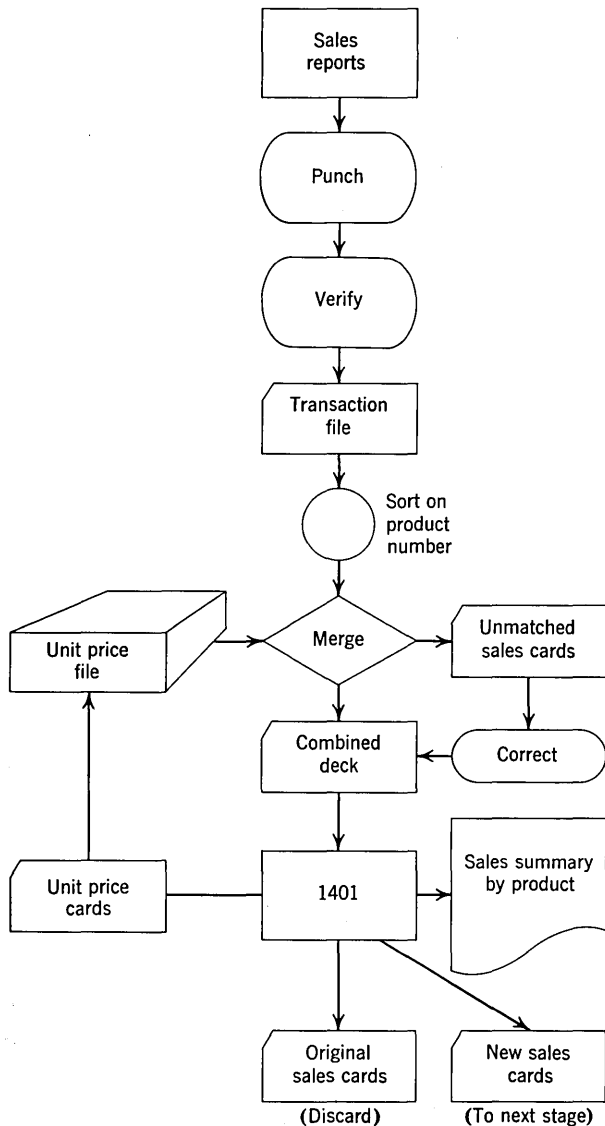 Sales
reports
Punch
Verify
Transaction
file
Sort on
product
number
Unit price
file
Merge
Unmatched
sales cards
Combined
deck
Correct
Unit price
cards
1401
Sales summary
by product
Original
sales cards
(Discard)
New sales
cards
(To next stage)